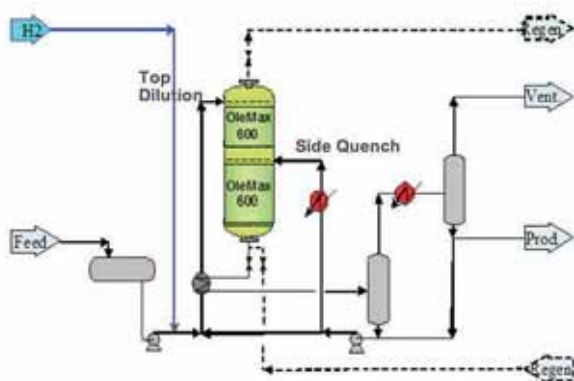 H2
Regen
Top
Dilution
Vent.
OleMax
600
Side Quench
OleMax
600
Feed
Prod.
Regen